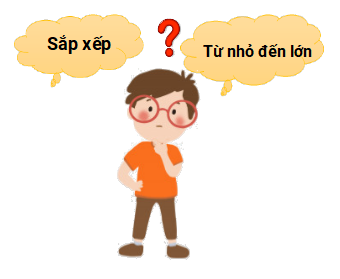 Sắp xếp
?
Từ nhỏ đến lớn